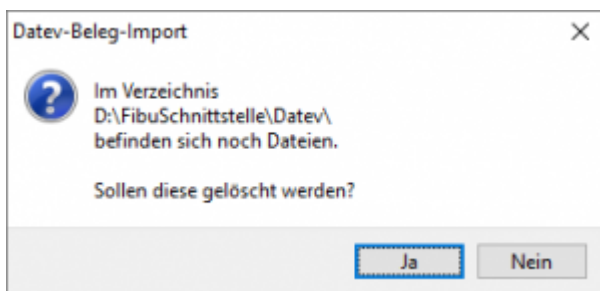 Datev-Beleg-Import
Im Verzeichnis
D:\FibuSchnittstelle\Datev\
befinden sich noch Dateien.
Sollen diese gelöscht werden?
Ja
Nein